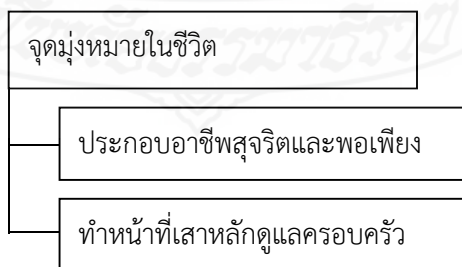 จุดมุ่งหมายในชีวิต
ประกอบอาชีพสุจริตและพอเพียง
ทำหน้าที่เสาหลักดูแลครอบครัว